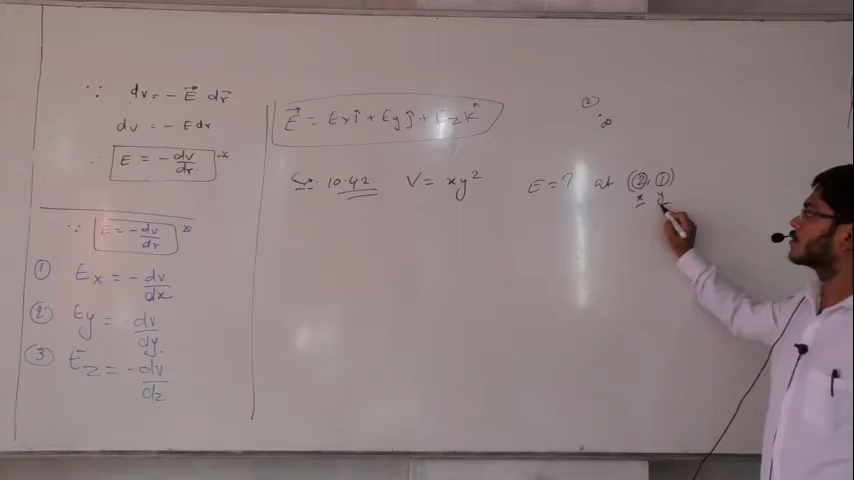 ∵ dv = - E⃗ dr⃗
dv = - E dr
∴ E = - dv/dr
∵ E = - dv/dr
① Ex = - dv/dx
② Ey = - dv/dy
③ Ez = - dv/dz
E⃗ = Ex î + Ey ĵ + Ez k̂
10.42 V = xy² E = ? at (2, 1)
x y
∞